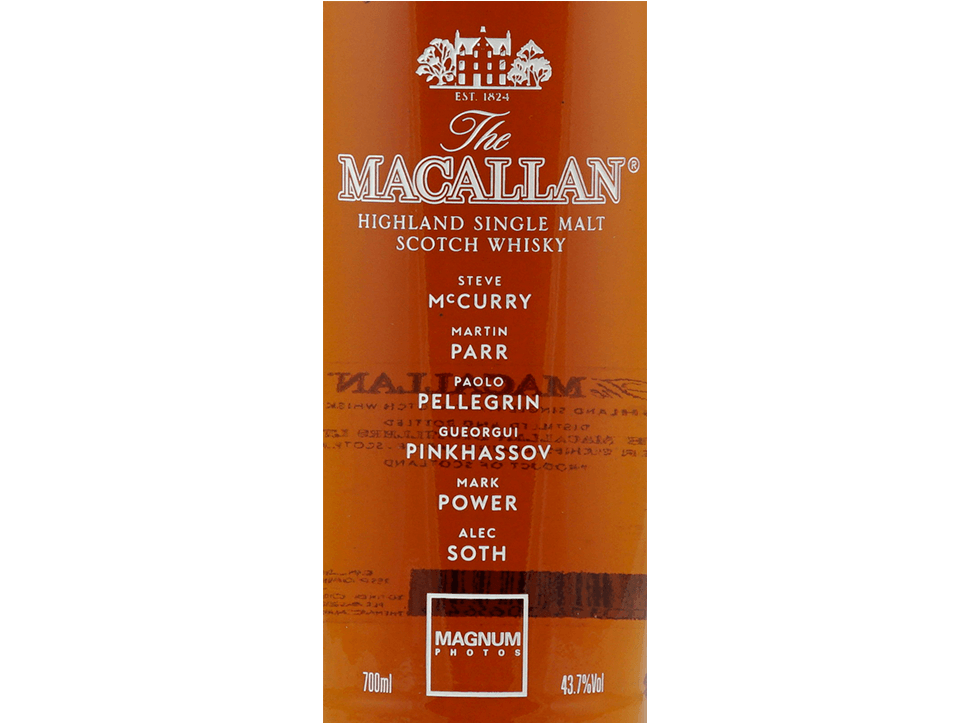 EST. 1824
The
MACALLAN®
HIGHLAND SINGLE MALT
SCOTCH WHISKY
STEVE
McCURRY
MARTIN
PARR
PAOLO
PELLEGRIN
GUEORGUI
PINKHASSOV
MARK
POWER
ALEC
SOTH
MAGNUM
PHOTOS
700ml
43.7%Vol